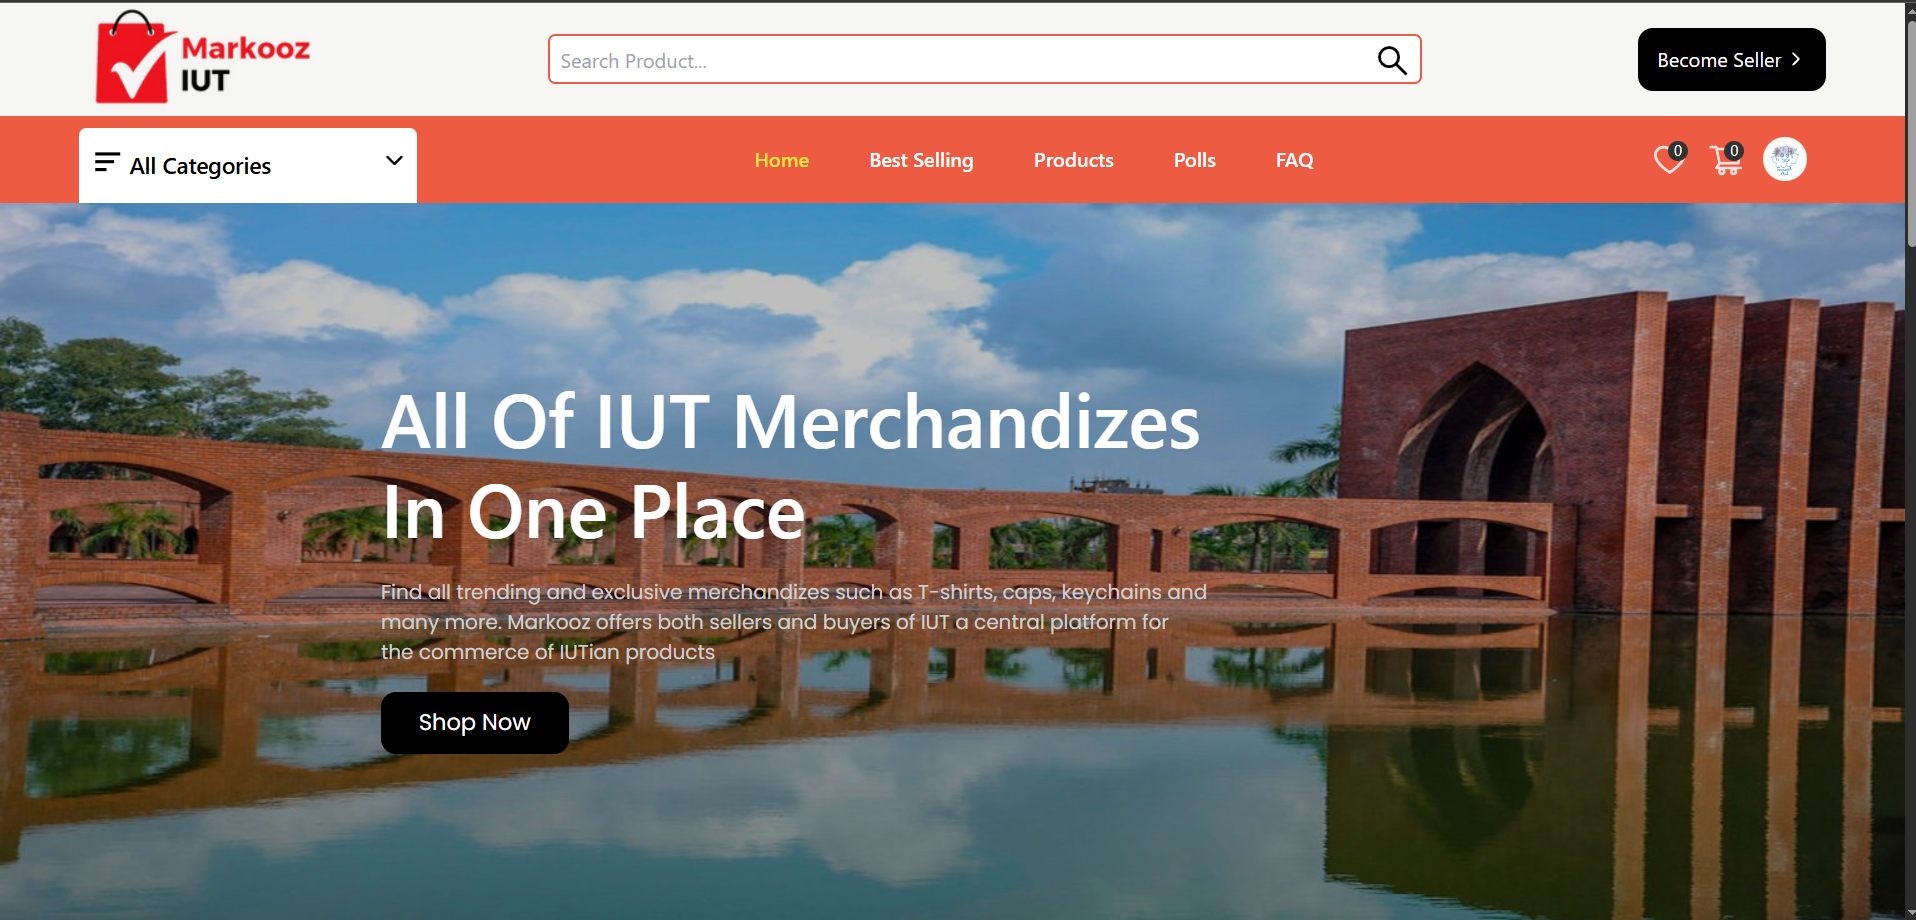 Markooz
IUT
Search Product...
Become Seller
All Categories
Home
Best Selling
Products
Polls
FAQ
0
0
All Of IUT Merchandizes
In One Place
Find all trending and exclusive merchandizes such as T-shirts, caps, keychains and
many more. Markooz offers both sellers and buyers of IUT a central platform for
the commerce of IUTian products
Shop Now